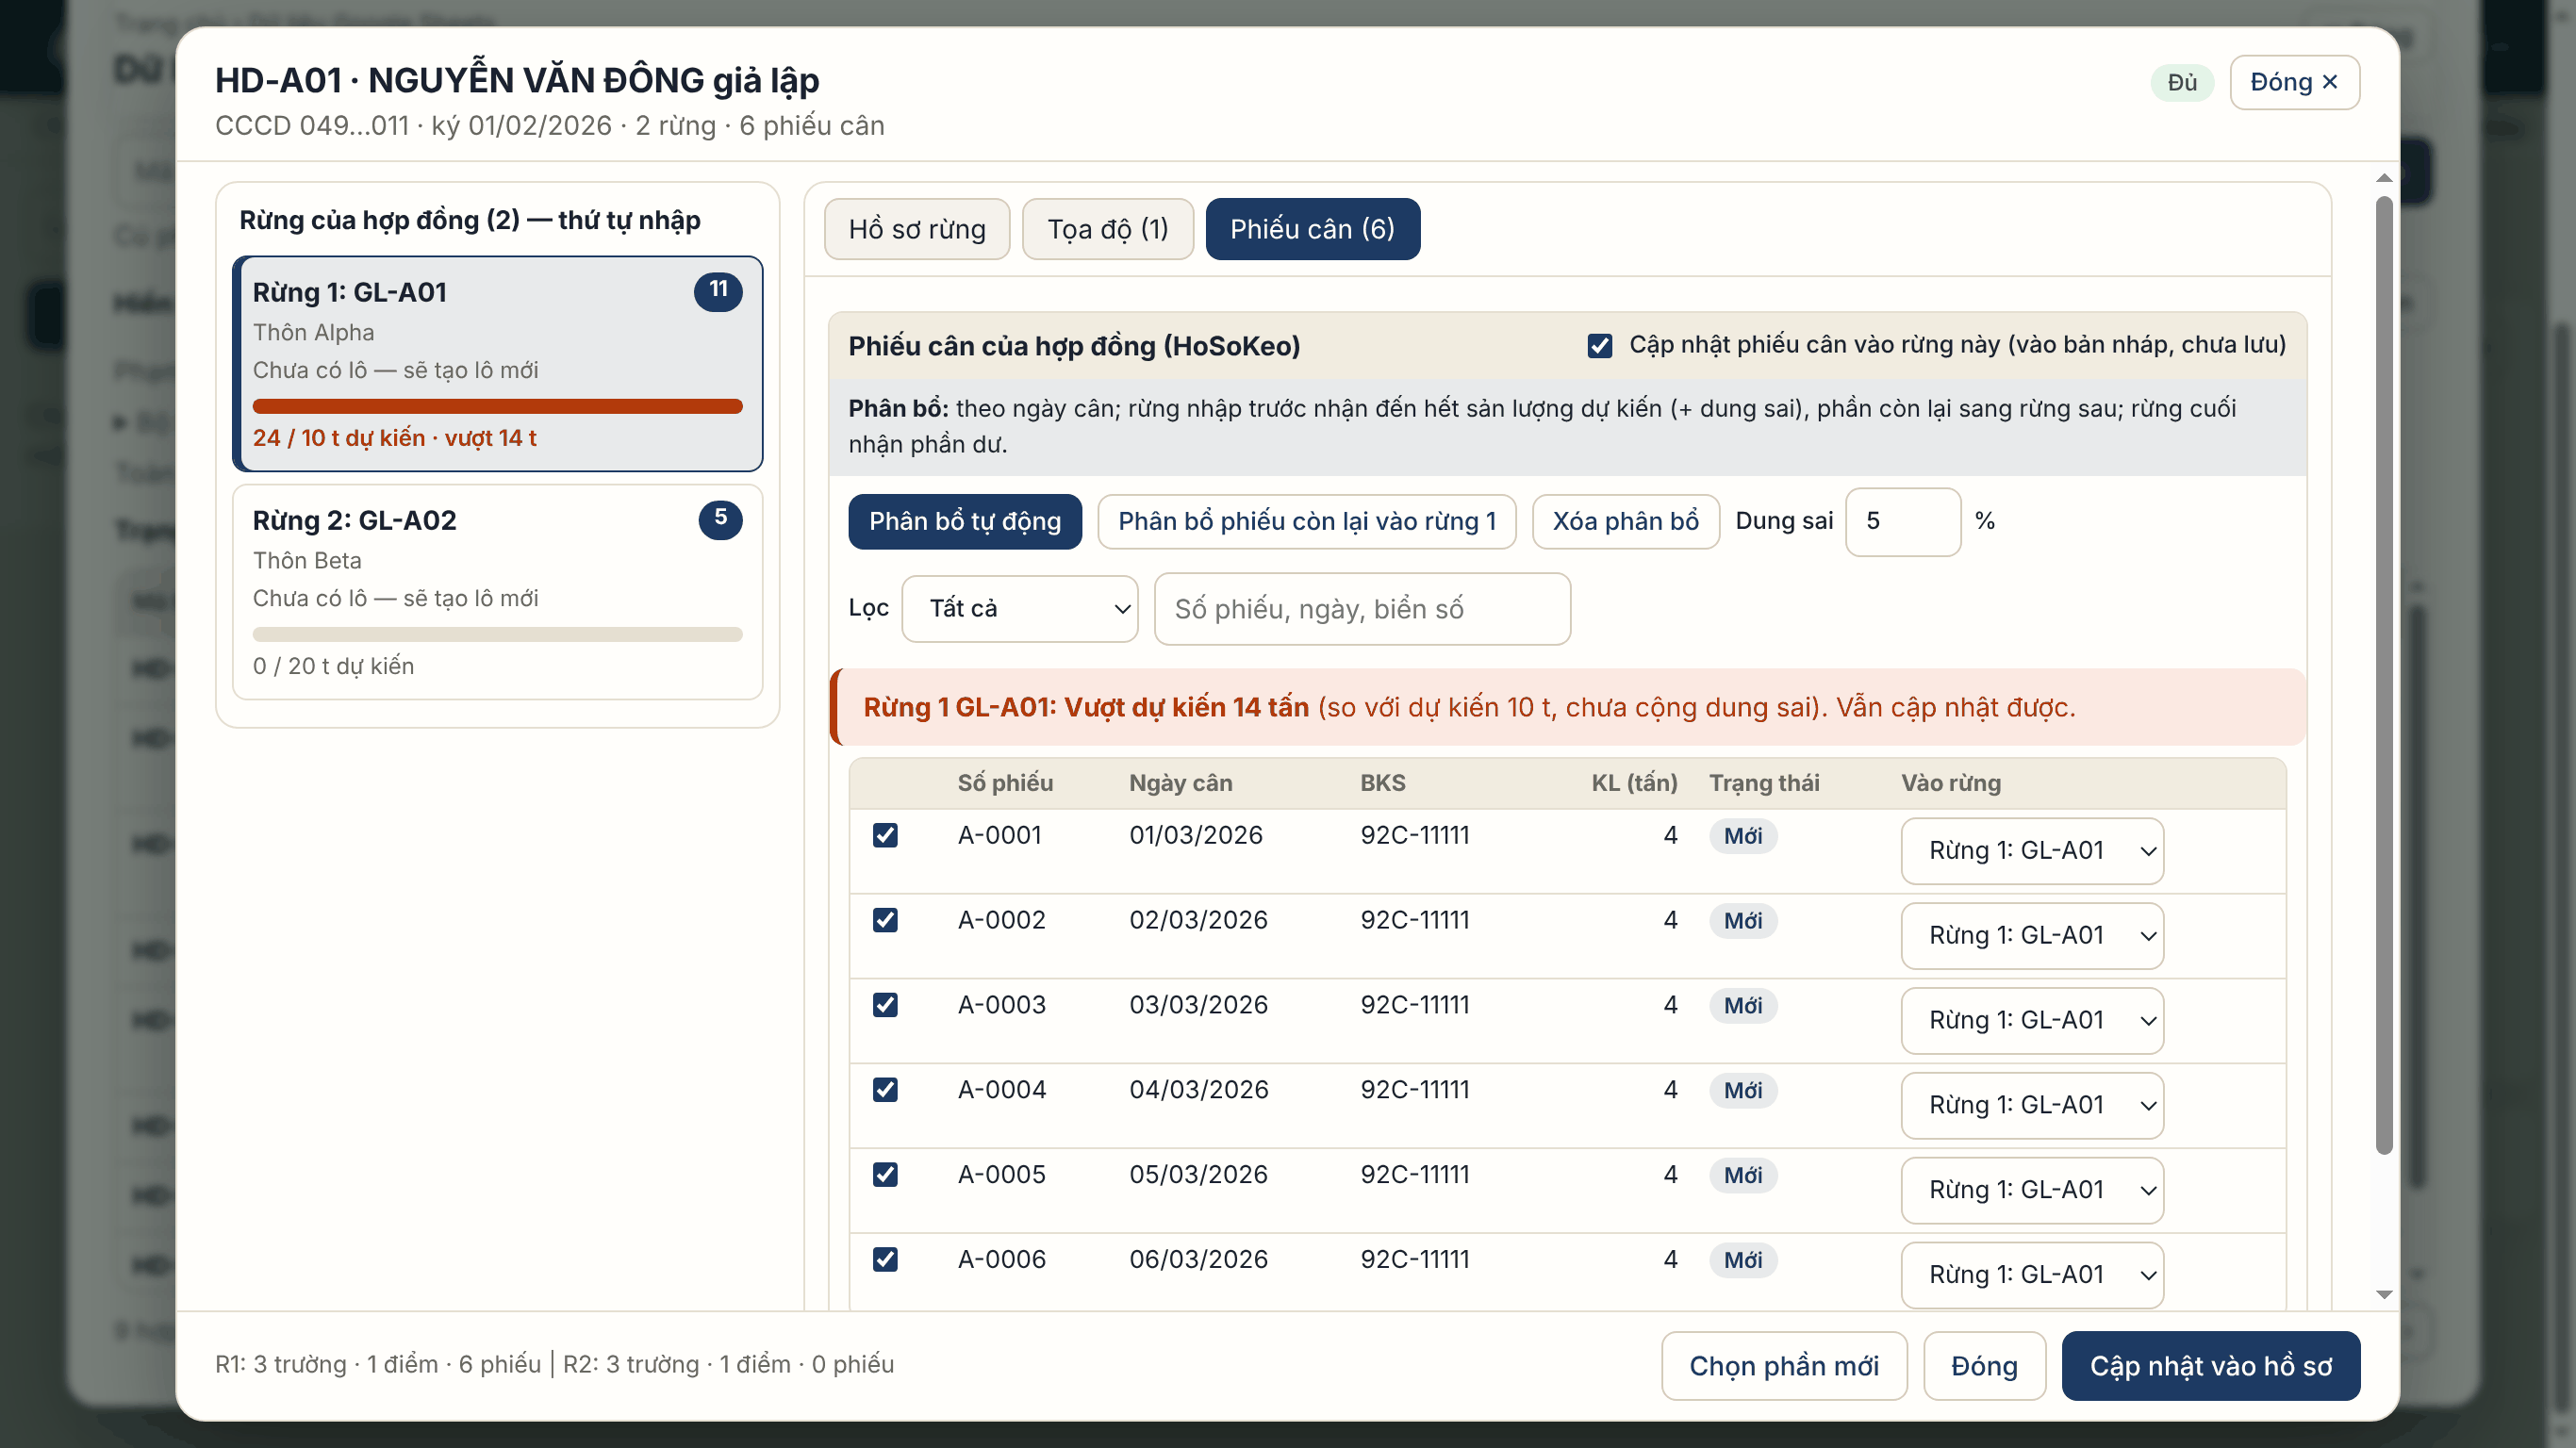 HD-A01 · NGUYỄN VĂN ĐÔNG giả lập
CCCD 049...011 · ký 01/02/2026 · 2 rừng · 6 phiếu cân
Đủ
Đóng ✕
Rừng của hợp đồng (2) — thứ tự nhập
Rừng 1: GL-A01
11
Thôn Alpha
Chưa có lô — sẽ tạo lô mới
24 / 10 t dự kiến · vượt 14 t
Rừng 2: GL-A02
5
Thôn Beta
Chưa có lô — sẽ tạo lô mới
0 / 20 t dự kiến
Hồ sơ rừng
Tọa độ (1)
Phiếu cân (6)
Phiếu cân của hợp đồng (HoSoKeo)
Cập nhật phiếu cân vào rừng này (vào bản nháp, chưa lưu)
Phân bổ: theo ngày cân; rừng nhập trước nhận đến hết sản lượng dự kiến (+ dung sai), phần còn lại sang rừng sau; rừng cuối
nhận phần dư.
Phân bổ tự động
Phân bổ phiếu còn lại vào rừng 1
Xóa phân bổ
Dung sai 5 %
Lọc Tất cả
Số phiếu, ngày, biển số
Rừng 1 GL-A01: Vượt dự kiến 14 tấn (so với dự kiến 10 t, chưa cộng dung sai). Vẫn cập nhật được.
Số phiếu Ngày cân BKS KL (tấn) Trạng thái Vào rừng
A-0001 01/03/2026 92C-11111 4 Mới Rừng 1: GL-A01
A-0002 02/03/2026 92C-11111 4 Mới Rừng 1: GL-A01
A-0003 03/03/2026 92C-11111 4 Mới Rừng 1: GL-A01
A-0004 04/03/2026 92C-11111 4 Mới Rừng 1: GL-A01
A-0005 05/03/2026 92C-11111 4 Mới Rừng 1: GL-A01
A-0006 06/03/2026 92C-11111 4 Mới Rừng 1: GL-A01
R1: 3 trường · 1 điểm · 6 phiếu | R2: 3 trường · 1 điểm · 0 phiếu
Chọn phần mới
Đóng
Cập nhật vào hồ sơ